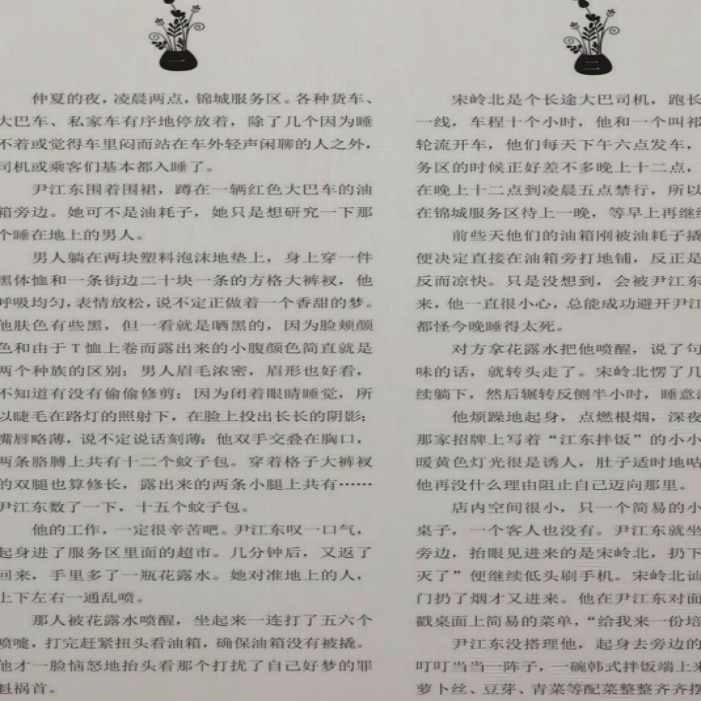 一
仲夏的夜，凌晨两点，锦城服务区。各种货车、
大巴车、私家车有序地停放着，除了几个因为睡
不着或觉得车里闷而站在车外轻声闲聊的人之外，
司机或乘客们基本都入睡了。
尹江东围着围裙，蹲在一辆红色大巴车的油
箱旁边。她可不是油耗子，她只是想研究一下那
个睡在地上的男人。
男人躺在两块塑料泡沫地垫上，身上穿一件
黑体恤和一条街边二十块一条的方格大裤衩，他
呼吸均匀，表情放松，说不定正做着一个香甜的梦。
他肤色有些黑，但一看就是晒黑的，因为脸颊颜
色和由于T恤上卷而露出来的小腹颜色简直就是
两个种族的区别；男人眉毛浓密，眉形也好看，
不知道有没有偷偷修剪；因为闭着眼睛睡觉，所
以睫毛在路灯的照射下，在脸上投出长长的阴影；
嘴唇略薄，说不定说话刻薄；他双手交叠在胸口，
两条胳膊上共有十二个蚊子包。穿着格子大裤衩
的双腿也算修长，露出来的两条小腿上共有……
尹江东数了一下，十五个蚊子包。
他的工作，一定很辛苦吧。尹江东叹一口气，
起身进了服务区里面的超市。几分钟后，又返了
回来，手里多了一瓶花露水。她对准地上的人，
上下左右一通乱喷。
那人被花露水喷醒，坐起来一连打了五六个
喷嚏，打完赶紧扭头看油箱，确保油箱没有被撬。
他才一脸恼怒地抬头看那个打扰了自己好梦的罪
魁祸首。
二
宋岭北是个长途大巴司机，跑长
一线，车程十个小时，他和一个叫祁
轮流开车，他们每天下午六点发车，
务区的时候正好差不多晚上十二点，
在晚上十二点到凌晨五点禁行，所以
在锦城服务区待上一晚，等早上再继续
前些天他们的油箱刚被油耗子撬
便决定直接在油箱旁打地铺，反正是
反而凉快。只是没想到，会被尹江东
来，他一直很小心，总能成功避开尹江
都怪今晚睡得太死。
对方拿花露水把他喷醒，说了句
味的话，就转头走了。宋岭北愣了几
续躺下，然后辗转反侧半小时，睡意
他烦躁地起身，点燃根烟，深夜
那家招牌上写着“江东拌饭”的小小
暖黄色灯光很是诱人，肚子适时地咕
他再没什么理由阻止自己迈向那里。
店内空间很小，只一个简易的小
桌子，一个客人也没有。尹江东就坐
旁边，抬眼见进来的是宋岭北，扔下
灭了”便继续低头刷手机。宋岭北讪
门扔了烟才又进来。他在尹江东对面
戳桌面上简易的菜单，“给我来一份培
尹江东没搭理他，起身去旁边的
叮叮当当一阵子，一碗韩式拌饭端上来
萝卜丝、豆芽、青菜等配菜整整齐齐摆